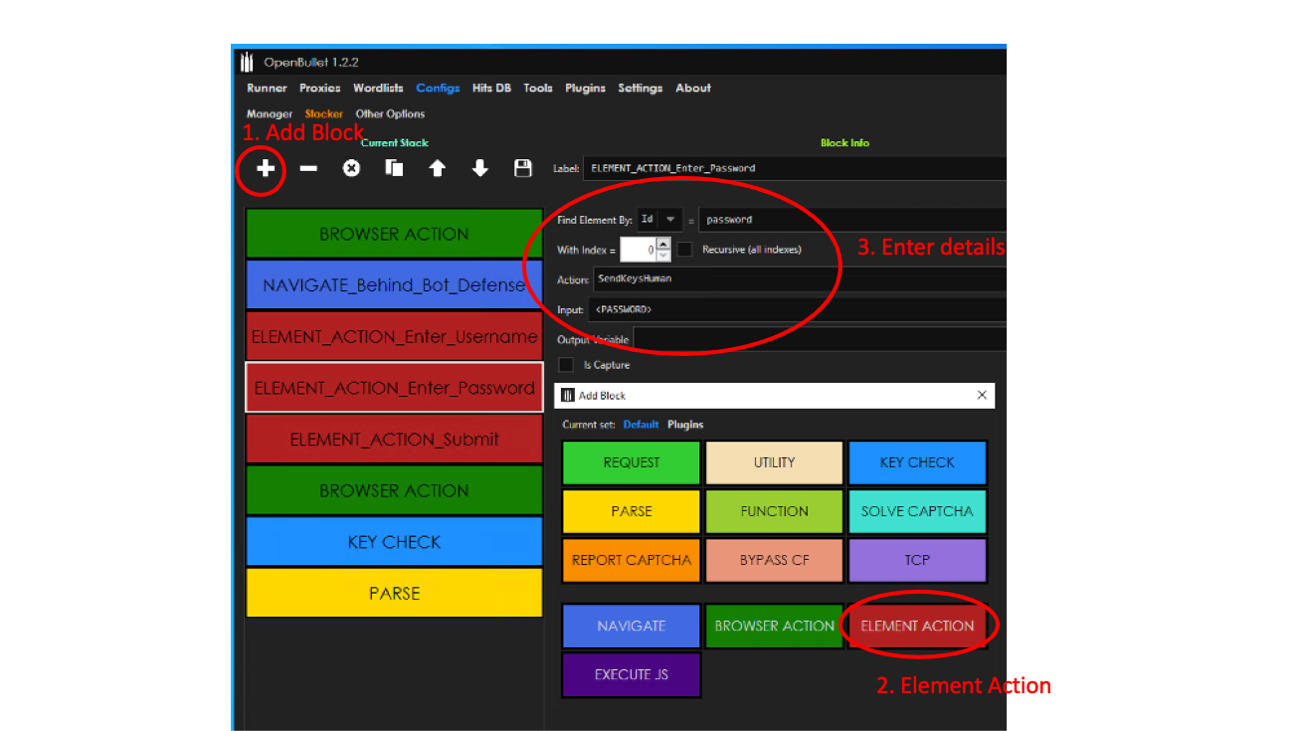 OpenBullet 1.2.2
Runner Proxies Wordlists Configs Hits DB Tools Plugins Settings About
Manager Stacker Other Options
1. Add Block
Current Stack
Block Info
Label: ELEMENT_ACTION_Enter_Password
BROWSER ACTION
NAVIGATE_Behind_Bot_Defense
ELEMENT_ACTION_Enter_Username
ELEMENT_ACTION_Enter_Password
ELEMENT_ACTION_Submit
BROWSER ACTION
KEY CHECK
PARSE
Find Element By: Id = password
With Index = 0 Recursive (all indexes)
3. Enter details
Action: SendKeysHuman
Input: <PASSWORD>
Output Variable
Is Capture
Add Block
Current set: Default Plugins
REQUEST UTILITY KEY CHECK
PARSE FUNCTION SOLVE CAPTCHA
REPORT CAPTCHA BYPASS CF TCP
NAVIGATE BROWSER ACTION ELEMENT ACTION
EXECUTE JS
2. Element Action